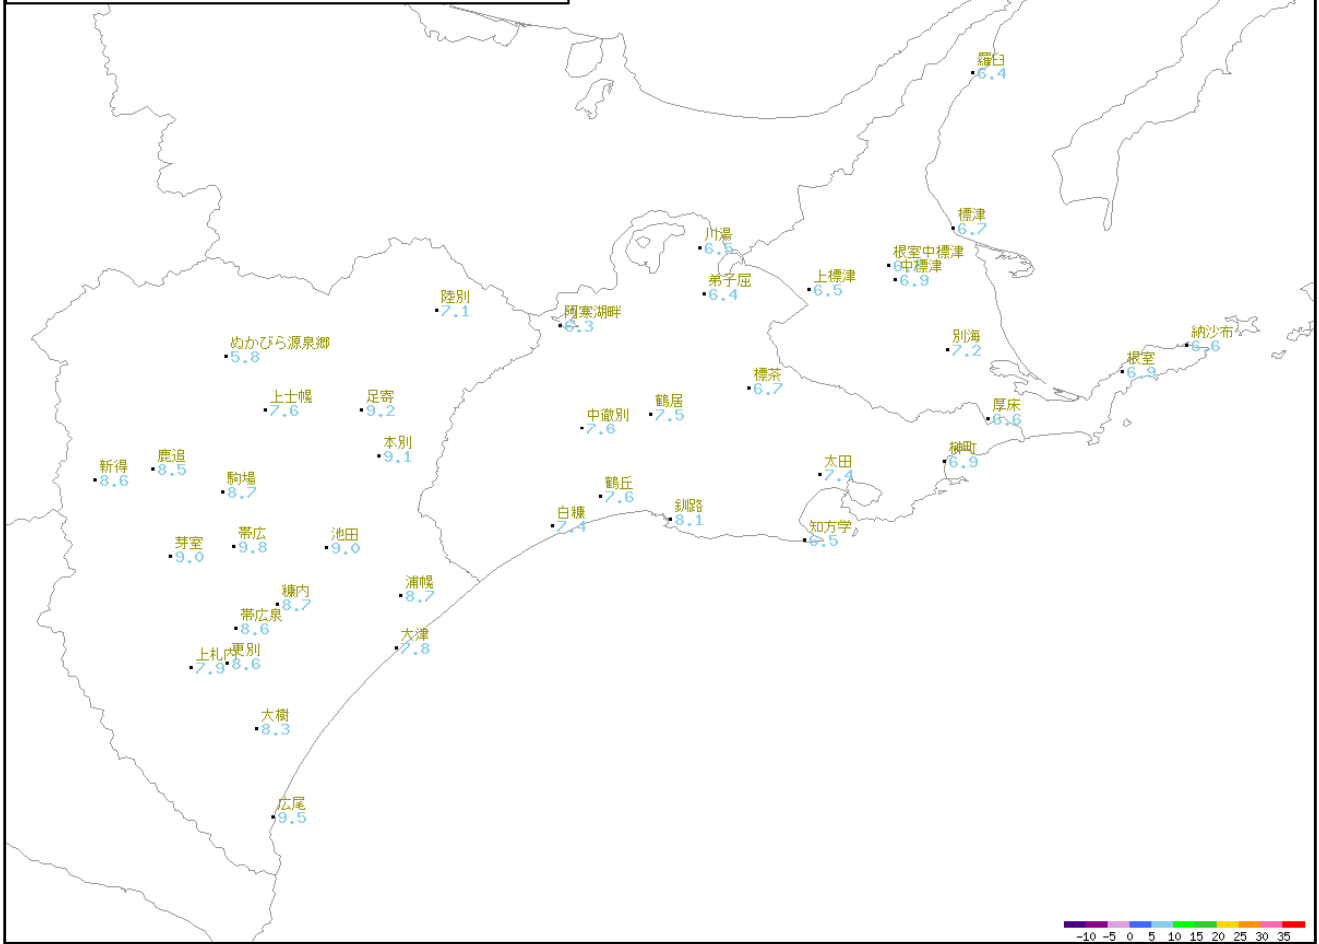 羅臼
6.4
標津
6.7
川湯
6.5
根室中標津
中標津
6.9
弟子屈
6.4
上標津
6.5
陸別
7.1
阿寒湖畔
6.3
ぬかびら源泉郷
5.8
別海
7.2
納沙布
6.6
根室
6.9
標茶
6.7
上士幌
7.6
足寄
9.2
鶴居
7.5
中徹別
7.6
厚床
6.6
本別
9.1
榊町
6.9
新得
8.6
鹿追
8.5
駒場
8.7
太田
7.4
鶴丘
7.6
白糠
7.4
釧路
8.1
知方学
6.5
芽室
9.0
帯広
9.8
池田
9.0
浦幌
8.7
糠内
8.7
帯広泉
8.6
大津
7.8
上札内
7.9
更別
8.6
大樹
8.3
広尾
9.5
-10 -5 0 5 10 15 20 25 30 35